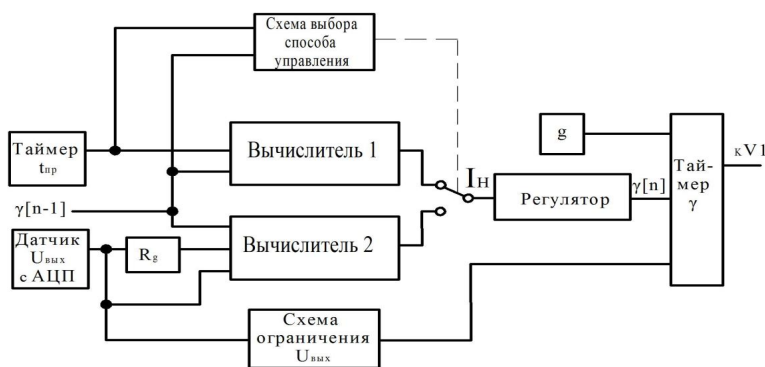 Схема выбора
способа
управления
Таймер
tпр
Вычислитель 1
g
Тай-
мер
γ
кV1
Iн
Регулятор
γ[n]
γ[n-1]
Датчик
Uвых
с АЦП
Rg
Вычислитель 2
Схема
ограничения
Uвых